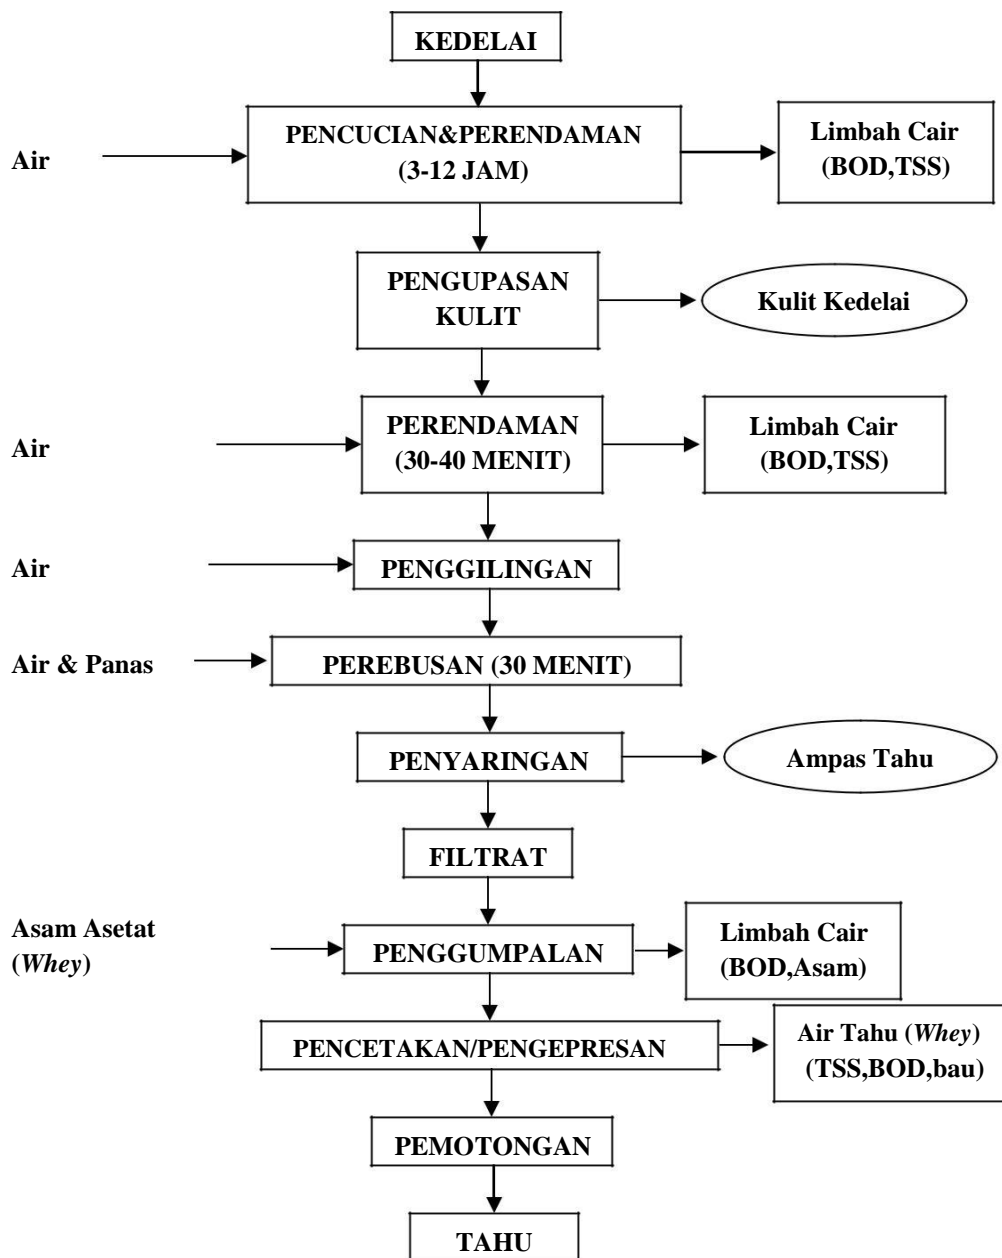 KEDELAI
Air
PENCUCIAN&PERENDAMAN
(3-12 JAM)
Limbah Cair
(BOD,TSS)
PENGUPASAN
KULIT
Kulit Kedelai
Air
PERENDAMAN
(30-40 MENIT)
Limbah Cair
(BOD,TSS)
Air
PENGGILINGAN
Air & Panas
PEREBUSAN (30 MENIT)
PENYARINGAN
Ampas Tahu
FILTRAT
Asam Asetat
(Whey)
PENGGUMPALAN
Limbah Cair
(BOD,Asam)
PENCETAKAN/PENGEPRESAN
Air Tahu (Whey)
(TSS,BOD,bau)
PEMOTONGAN
TAHU